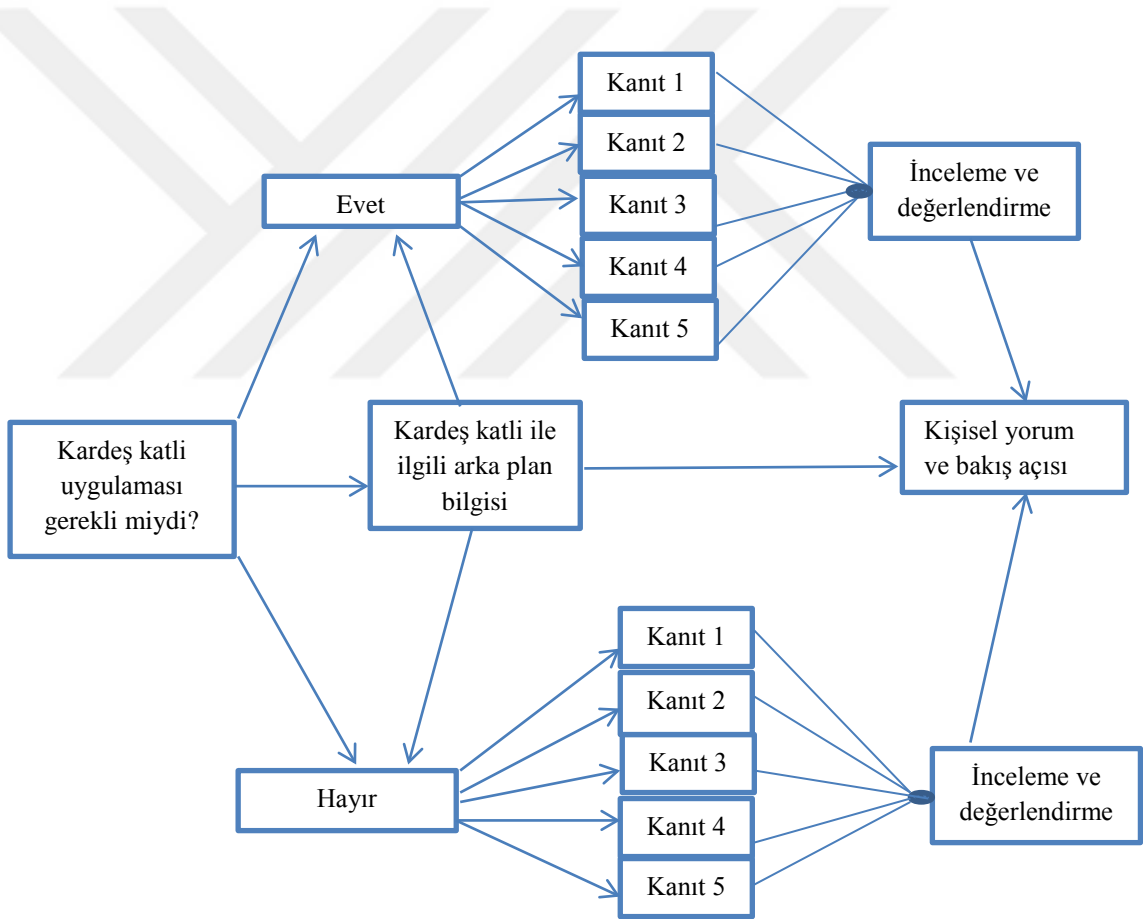 Kanıt 1
Kanıt 2
Kanıt 3
Kanıt 4
Kanıt 5
Evet
İnceleme ve
değerlendirme
Kardeş katli
uygulaması
gerekli miydi?
Kardeş katli ile
ilgili arka plan
bilgisi
Kişisel yorum
ve bakış açısı
Kanıt 1
Kanıt 2
Kanıt 3
Kanıt 4
Kanıt 5
Hayır
İnceleme ve
değerlendirme